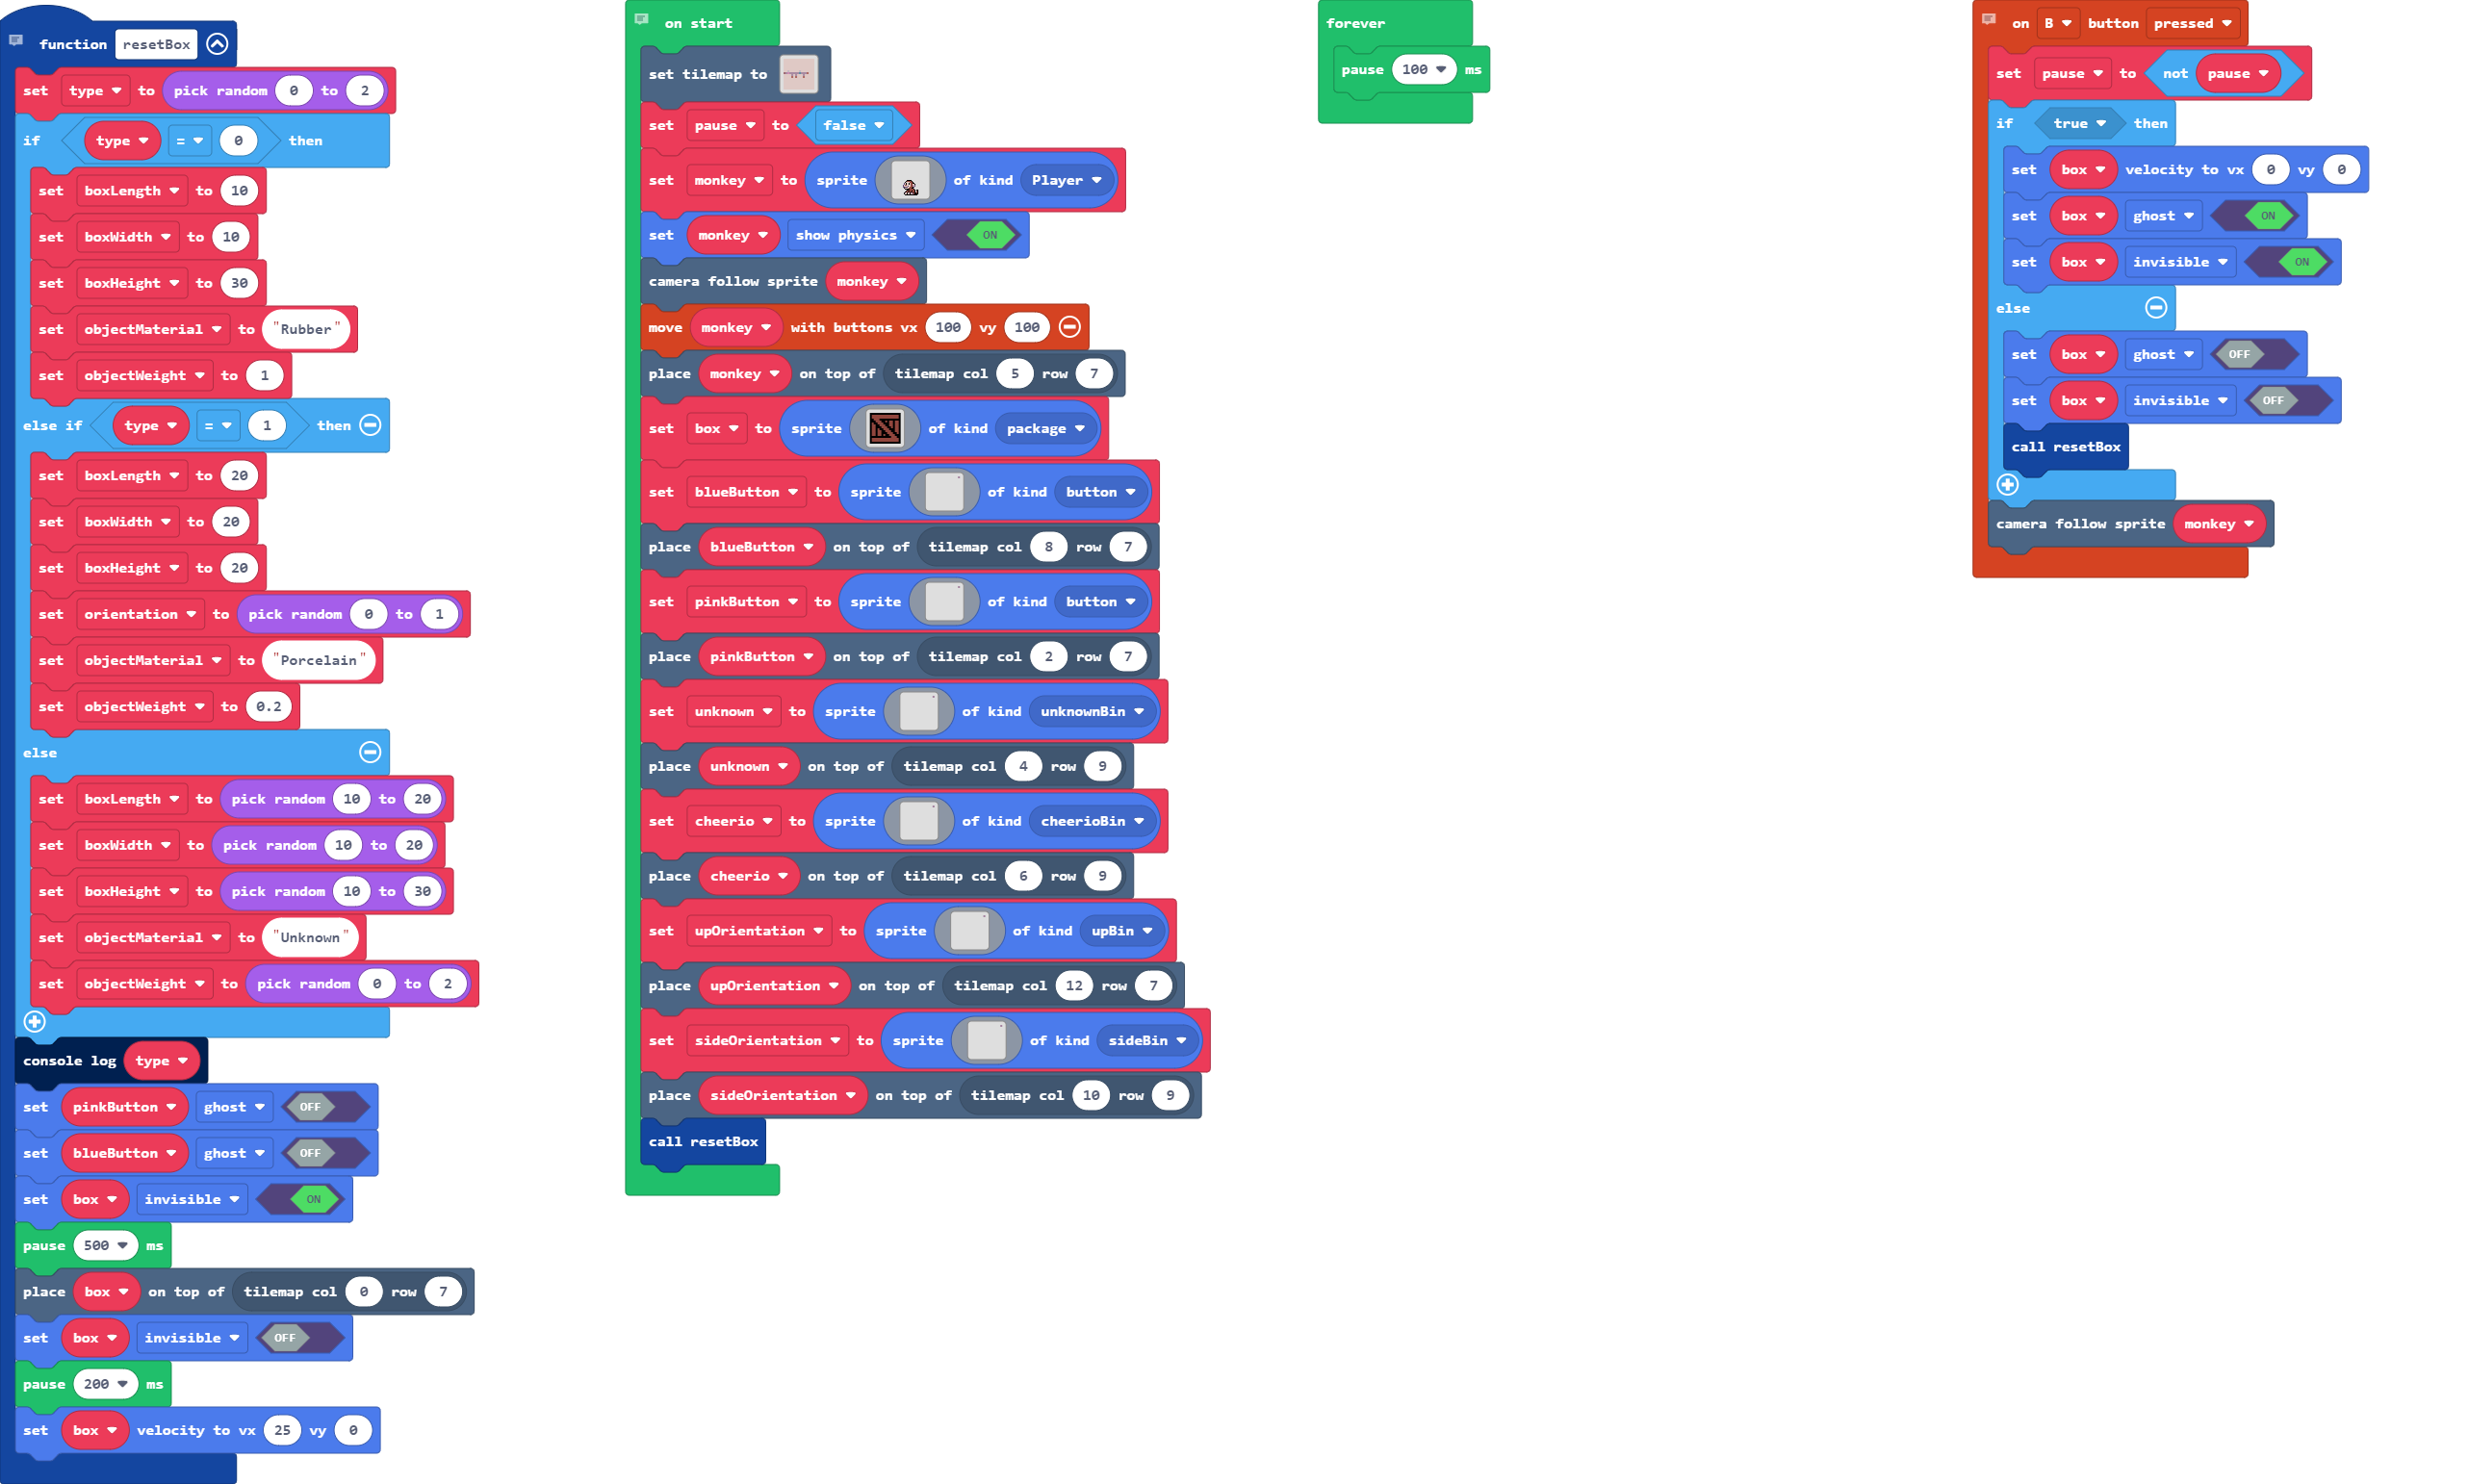 function resetBox
set type to pick random 0 to 2
if type = 0 then
set boxLength to 10
set boxWidth to 10
set boxHeight to 30
set objectMaterial to "Rubber"
set objectWeight to 1
else if type = 1 then
set boxLength to 20
set boxWidth to 20
set boxHeight to 20
set orientation to pick random 0 to 1
set objectMaterial to "Porcelain"
set objectWeight to 0.2
else
set boxLength to pick random 10 to 20
set boxWidth to pick random 10 to 20
set boxHeight to pick random 10 to 30
set objectMaterial to "Unknown"
set objectWeight to pick random 0 to 2
console log type
set pinkButton ghost OFF
set blueButton ghost OFF
set box invisible ON
pause 500 ms
place box on top of tilemap col 0 row 7
set box invisible OFF
pause 200 ms
set box velocity to vx 25 vy 0
on start
set tilemap to
set pause to false
set monkey to sprite of kind Player
set monkey show physics ON
camera follow sprite monkey
move monkey with buttons vx 100 vy 100
place monkey on top of tilemap col 5 row 7
set box to sprite of kind package
set blueButton to sprite of kind button
place blueButton on top of tilemap col 8 row 7
set pinkButton to sprite of kind button
place pinkButton on top of tilemap col 2 row 7
set unknown to sprite of kind unknownBin
place unknown on top of tilemap col 4 row 9
set cheerio to sprite of kind cheerioBin
place cheerio on top of tilemap col 6 row 9
set upOrientation to sprite of kind upBin
place upOrientation on top of tilemap col 12 row 7
set sideOrientation to sprite of kind sideBin
place sideOrientation on top of tilemap col 10 row 9
call resetBox
forever
pause 100 ms
on B button pressed
set pause to not pause
if true then
set box velocity to vx 0 vy 0
set box ghost ON
set box invisible ON
else
set box ghost OFF
set box invisible OFF
call resetBox
camera follow sprite monkey